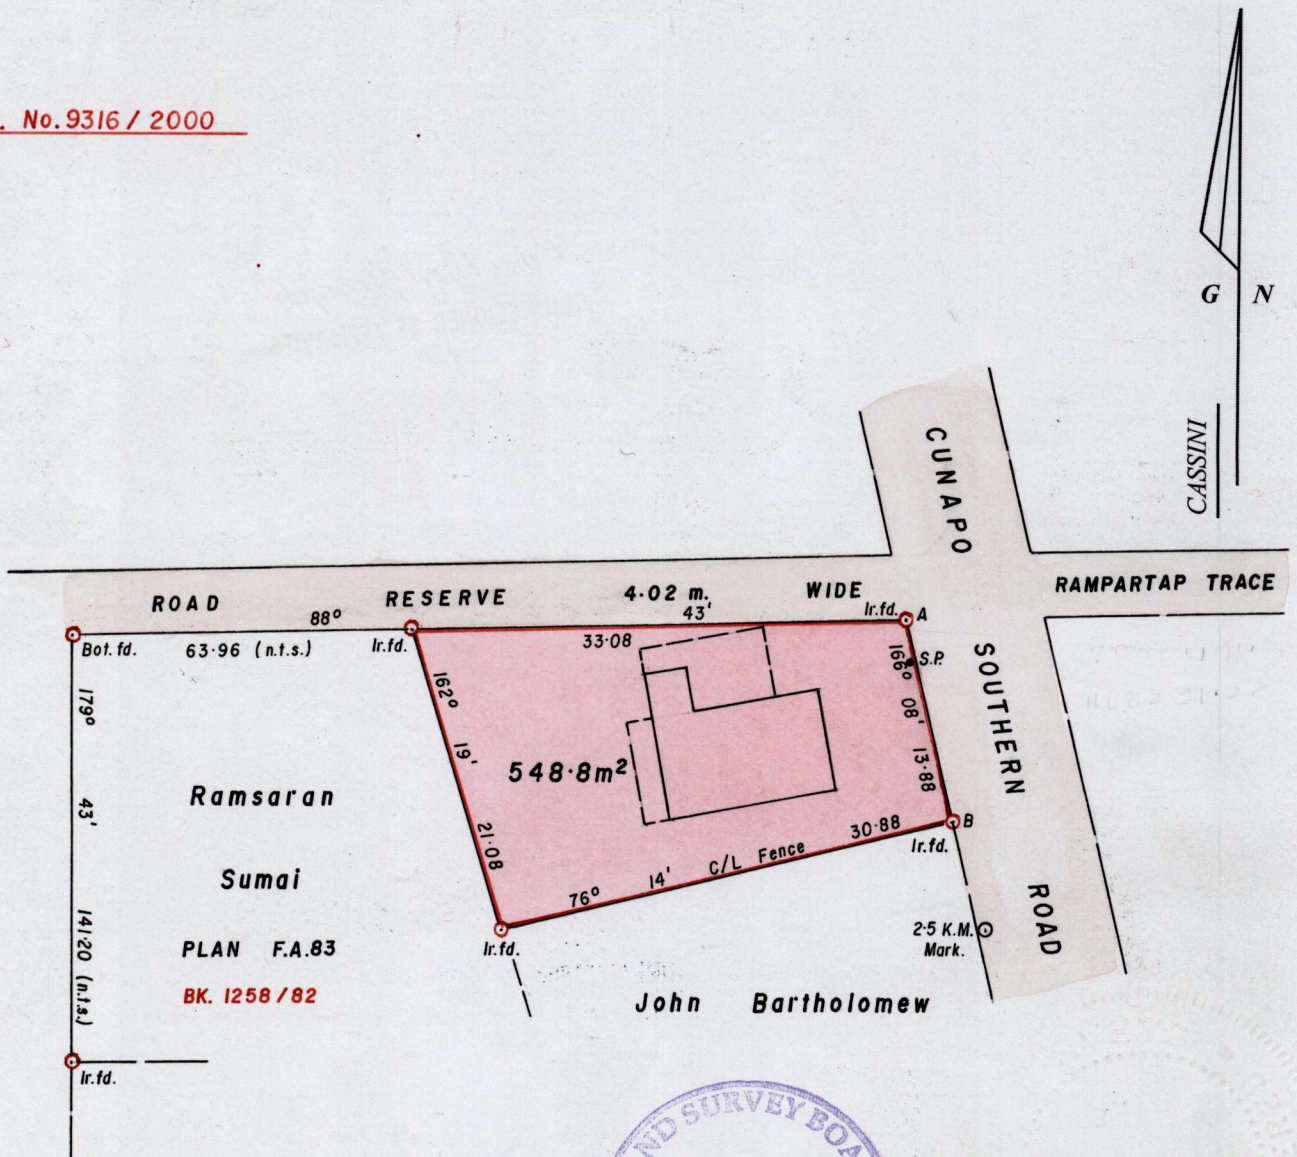 . No. 9316 / 2000
G N
CASSINI
CUNAPO
SOUTHERN
ROAD
ROAD RESERVE 4·02 m. WIDE
RAMPARTAP TRACE
88° 43'
Ir.fd. A
Bot. fd. 63·96 (n.t.s.) Ir.fd. 33·08
S.P.
166° 08' 13·88
162° 19' 21·08
179° 43' 141·20 (n.t.s.)
548·8m²
Ramsaran
Sumai
PLAN F.A.83
BK. 1258/82
76° 14' C/L Fence 30·88
B
Ir.fd.
Ir.fd.
2·5 K.M.
Mark.
John Bartholomew
Ir.fd.
SURVEY